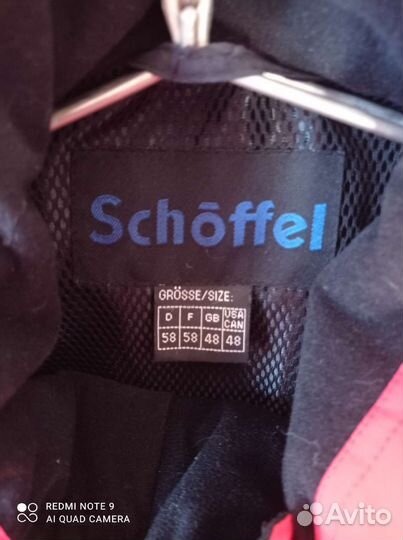 Schöffel
GRÖSSE/SIZE:
D F GB USA CAN
58 58 48 48
REDMI NOTE 9
AI QUAD CAMERA
Avito